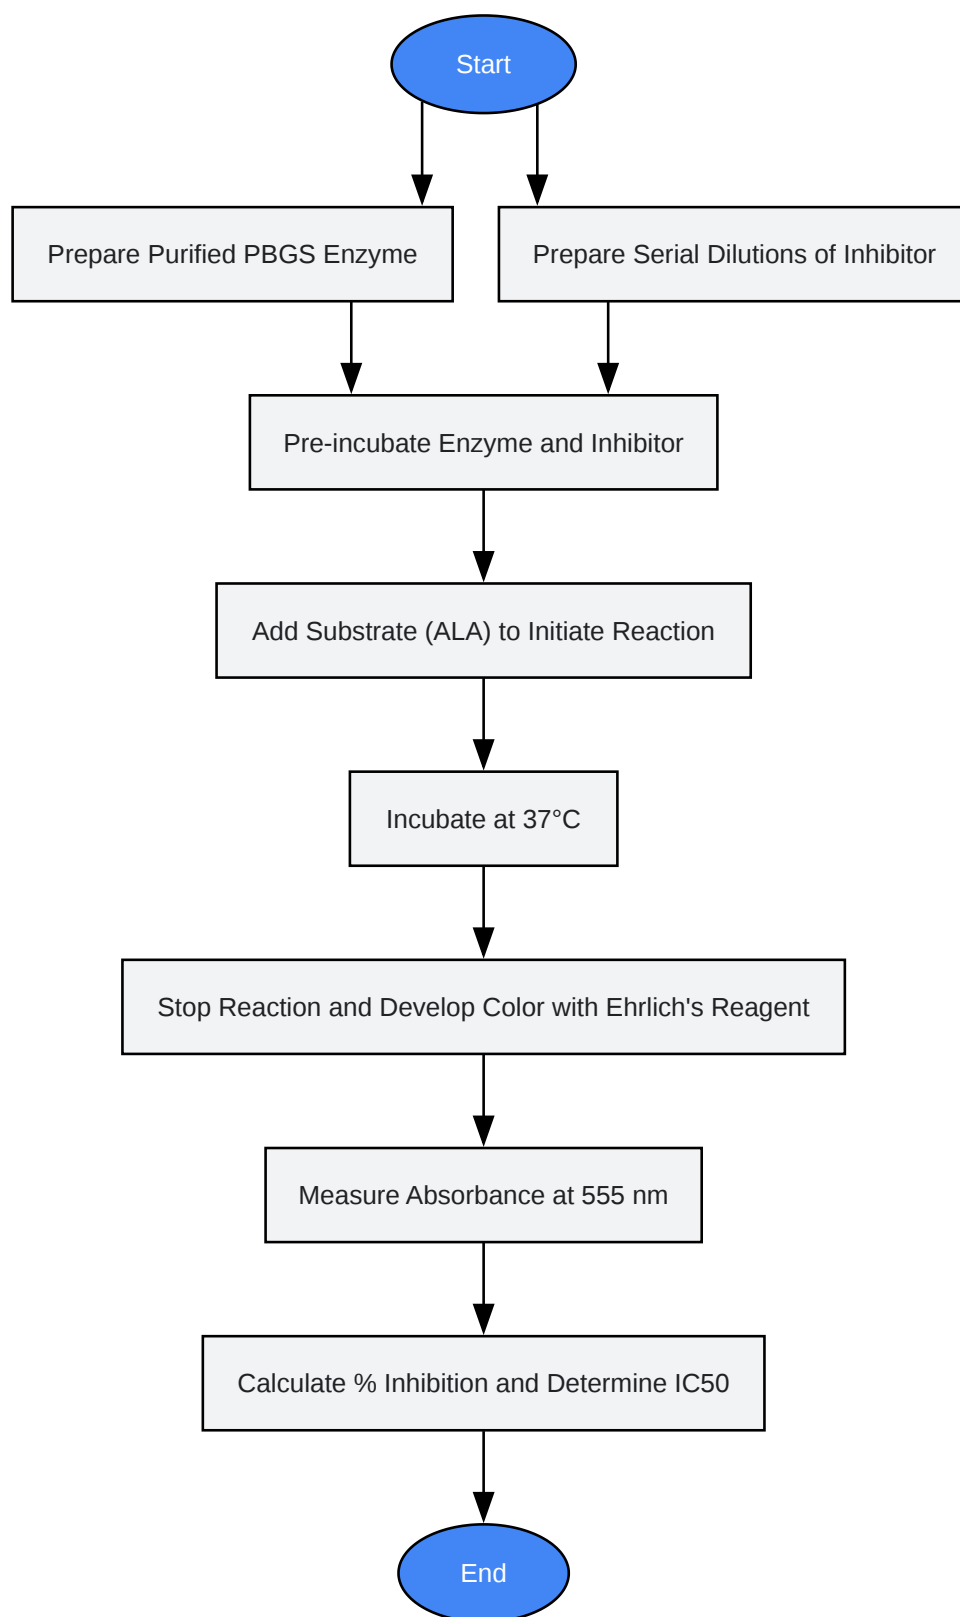 Start
Prepare Purified PBGS Enzyme
Prepare Serial Dilutions of Inhibitor
Pre-incubate Enzyme and Inhibitor
Add Substrate (ALA) to Initiate Reaction
Incubate at 37°C
Stop Reaction and Develop Color with Ehrlich's Reagent
Measure Absorbance at 555 nm
Calculate % Inhibition and Determine IC50
End